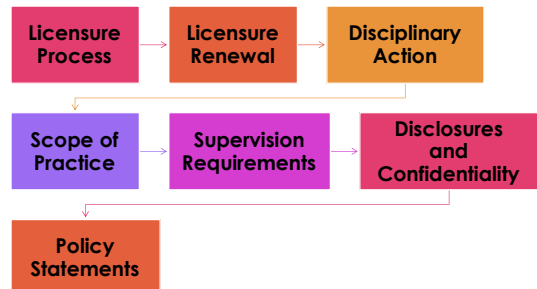 Licensure
Process
Licensure
Renewal
Disciplinary
Action
Scope of
Practice
Supervision
Requirements
Disclosures
and
Confidentiality
Policy
Statements